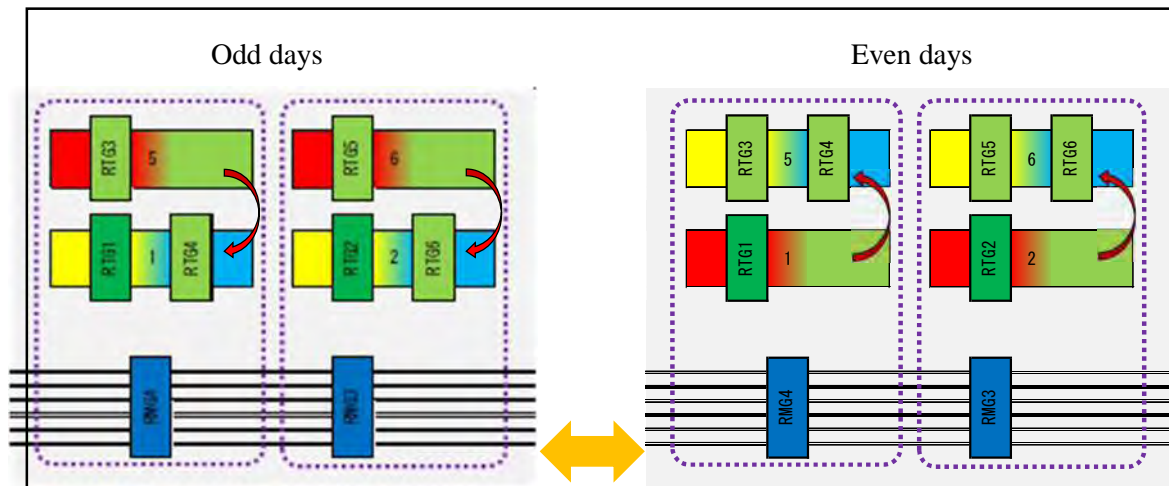 Odd days
RTG3
5
RTG5
6
RTG1
1
RTG4
RTG2
2
RTG6
RMG4
RMG3
Even days
RTG3
5
RTG4
RTG5
6
RTG6
RTG1
1
RTG2
2
RMG4
RMG3